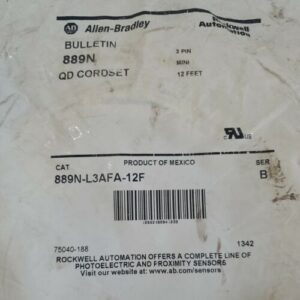 AB Allen-Bradley
Rockwell
Automation
BULLETIN
889N
QD CORDSET
3 PIN
MINI
12 FEET
CAT.
PRODUCT OF MEXICO
SER
889N-L3AFA-12F
B
75040-188
1342
ROCKWELL AUTOMATION OFFERS A COMPLETE LINE OF
PHOTOELECTRIC AND PROXIMITY SENSORS
Visit our website at: www.ab.com/sensors